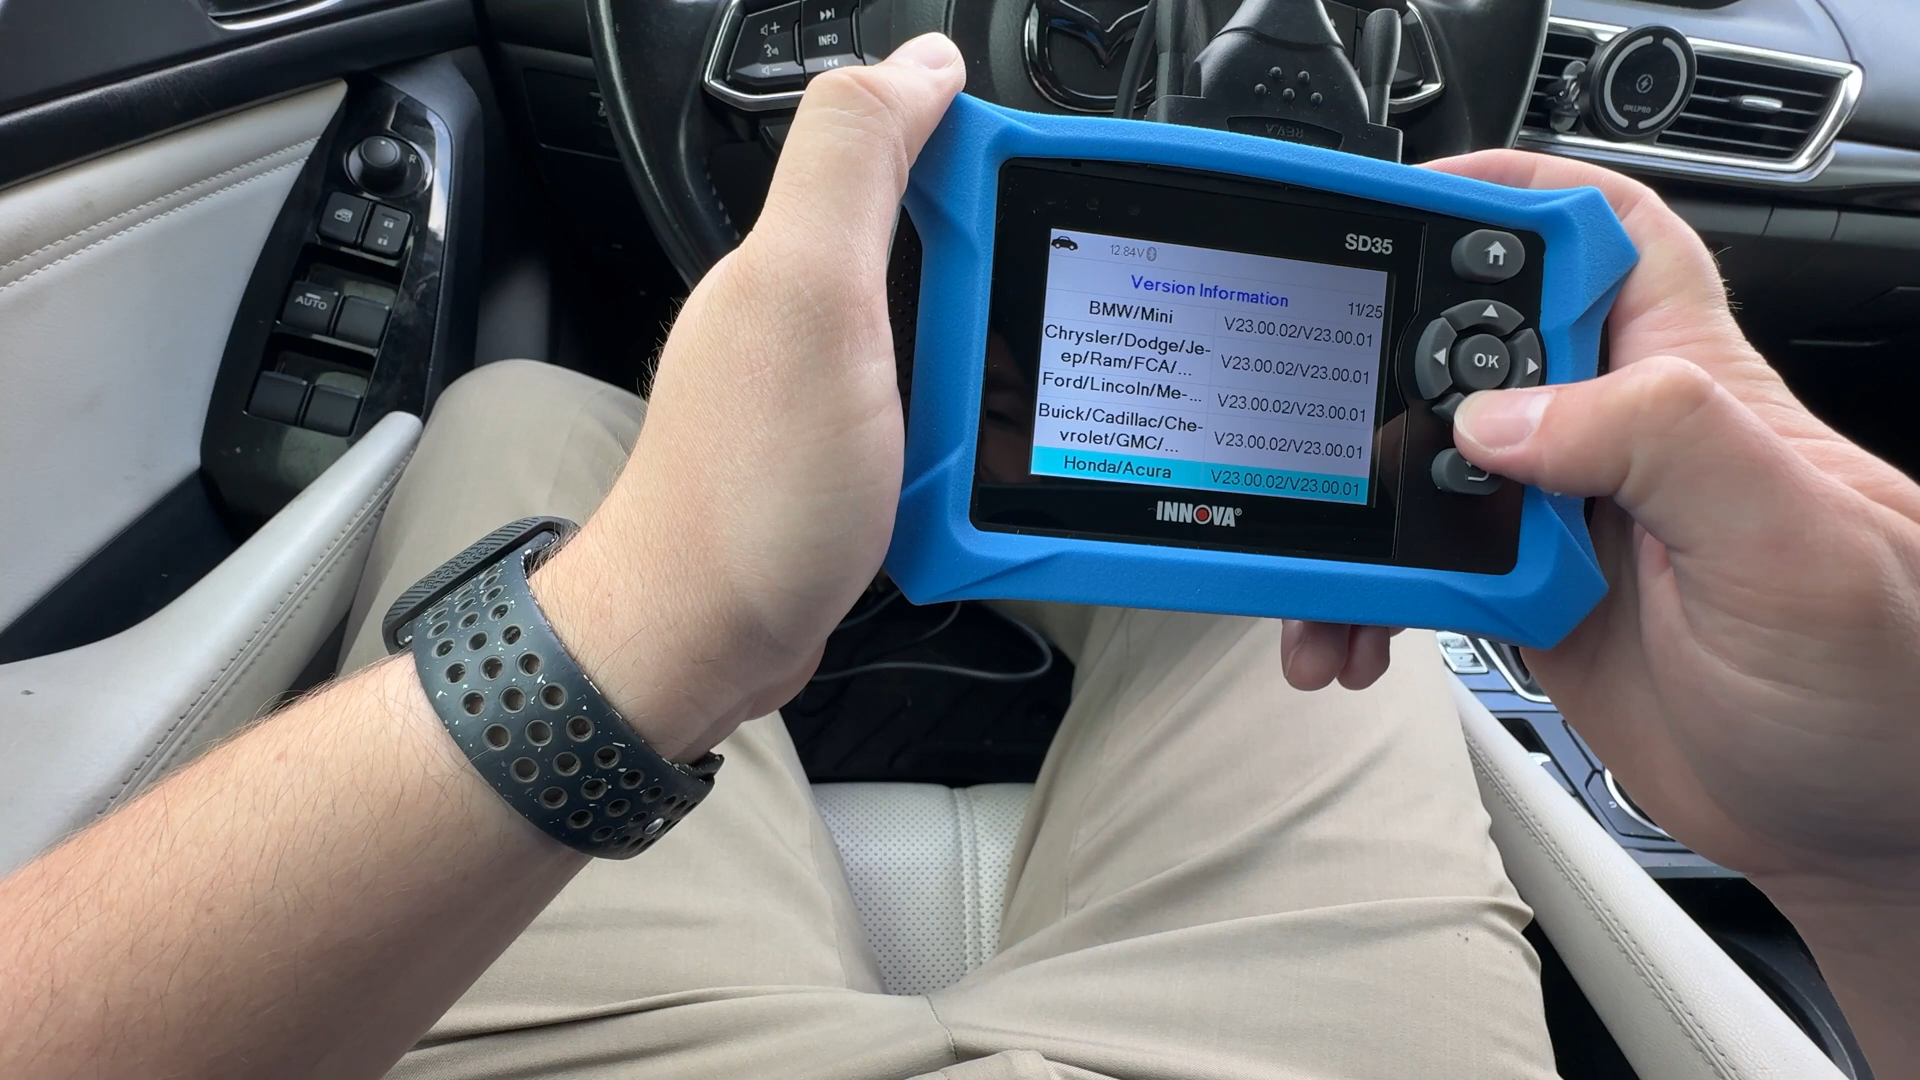 INFO
R
AUTO
REV.A
SD35
12.84V
Version Information
11/25
BMW/Mini
V23.00.02/V23.00.01
Chrysler/Dodge/Je-
ep/Ram/FCA/...
V23.00.02/V23.00.01
Ford/Lincoln/Me-...
V23.00.02/V23.00.01
Buick/Cadillac/Che-
vrolet/GMC/...
V23.00.02/V23.00.01
Honda/Acura
V23.00.02/V23.00.01
OK
INNOVA®